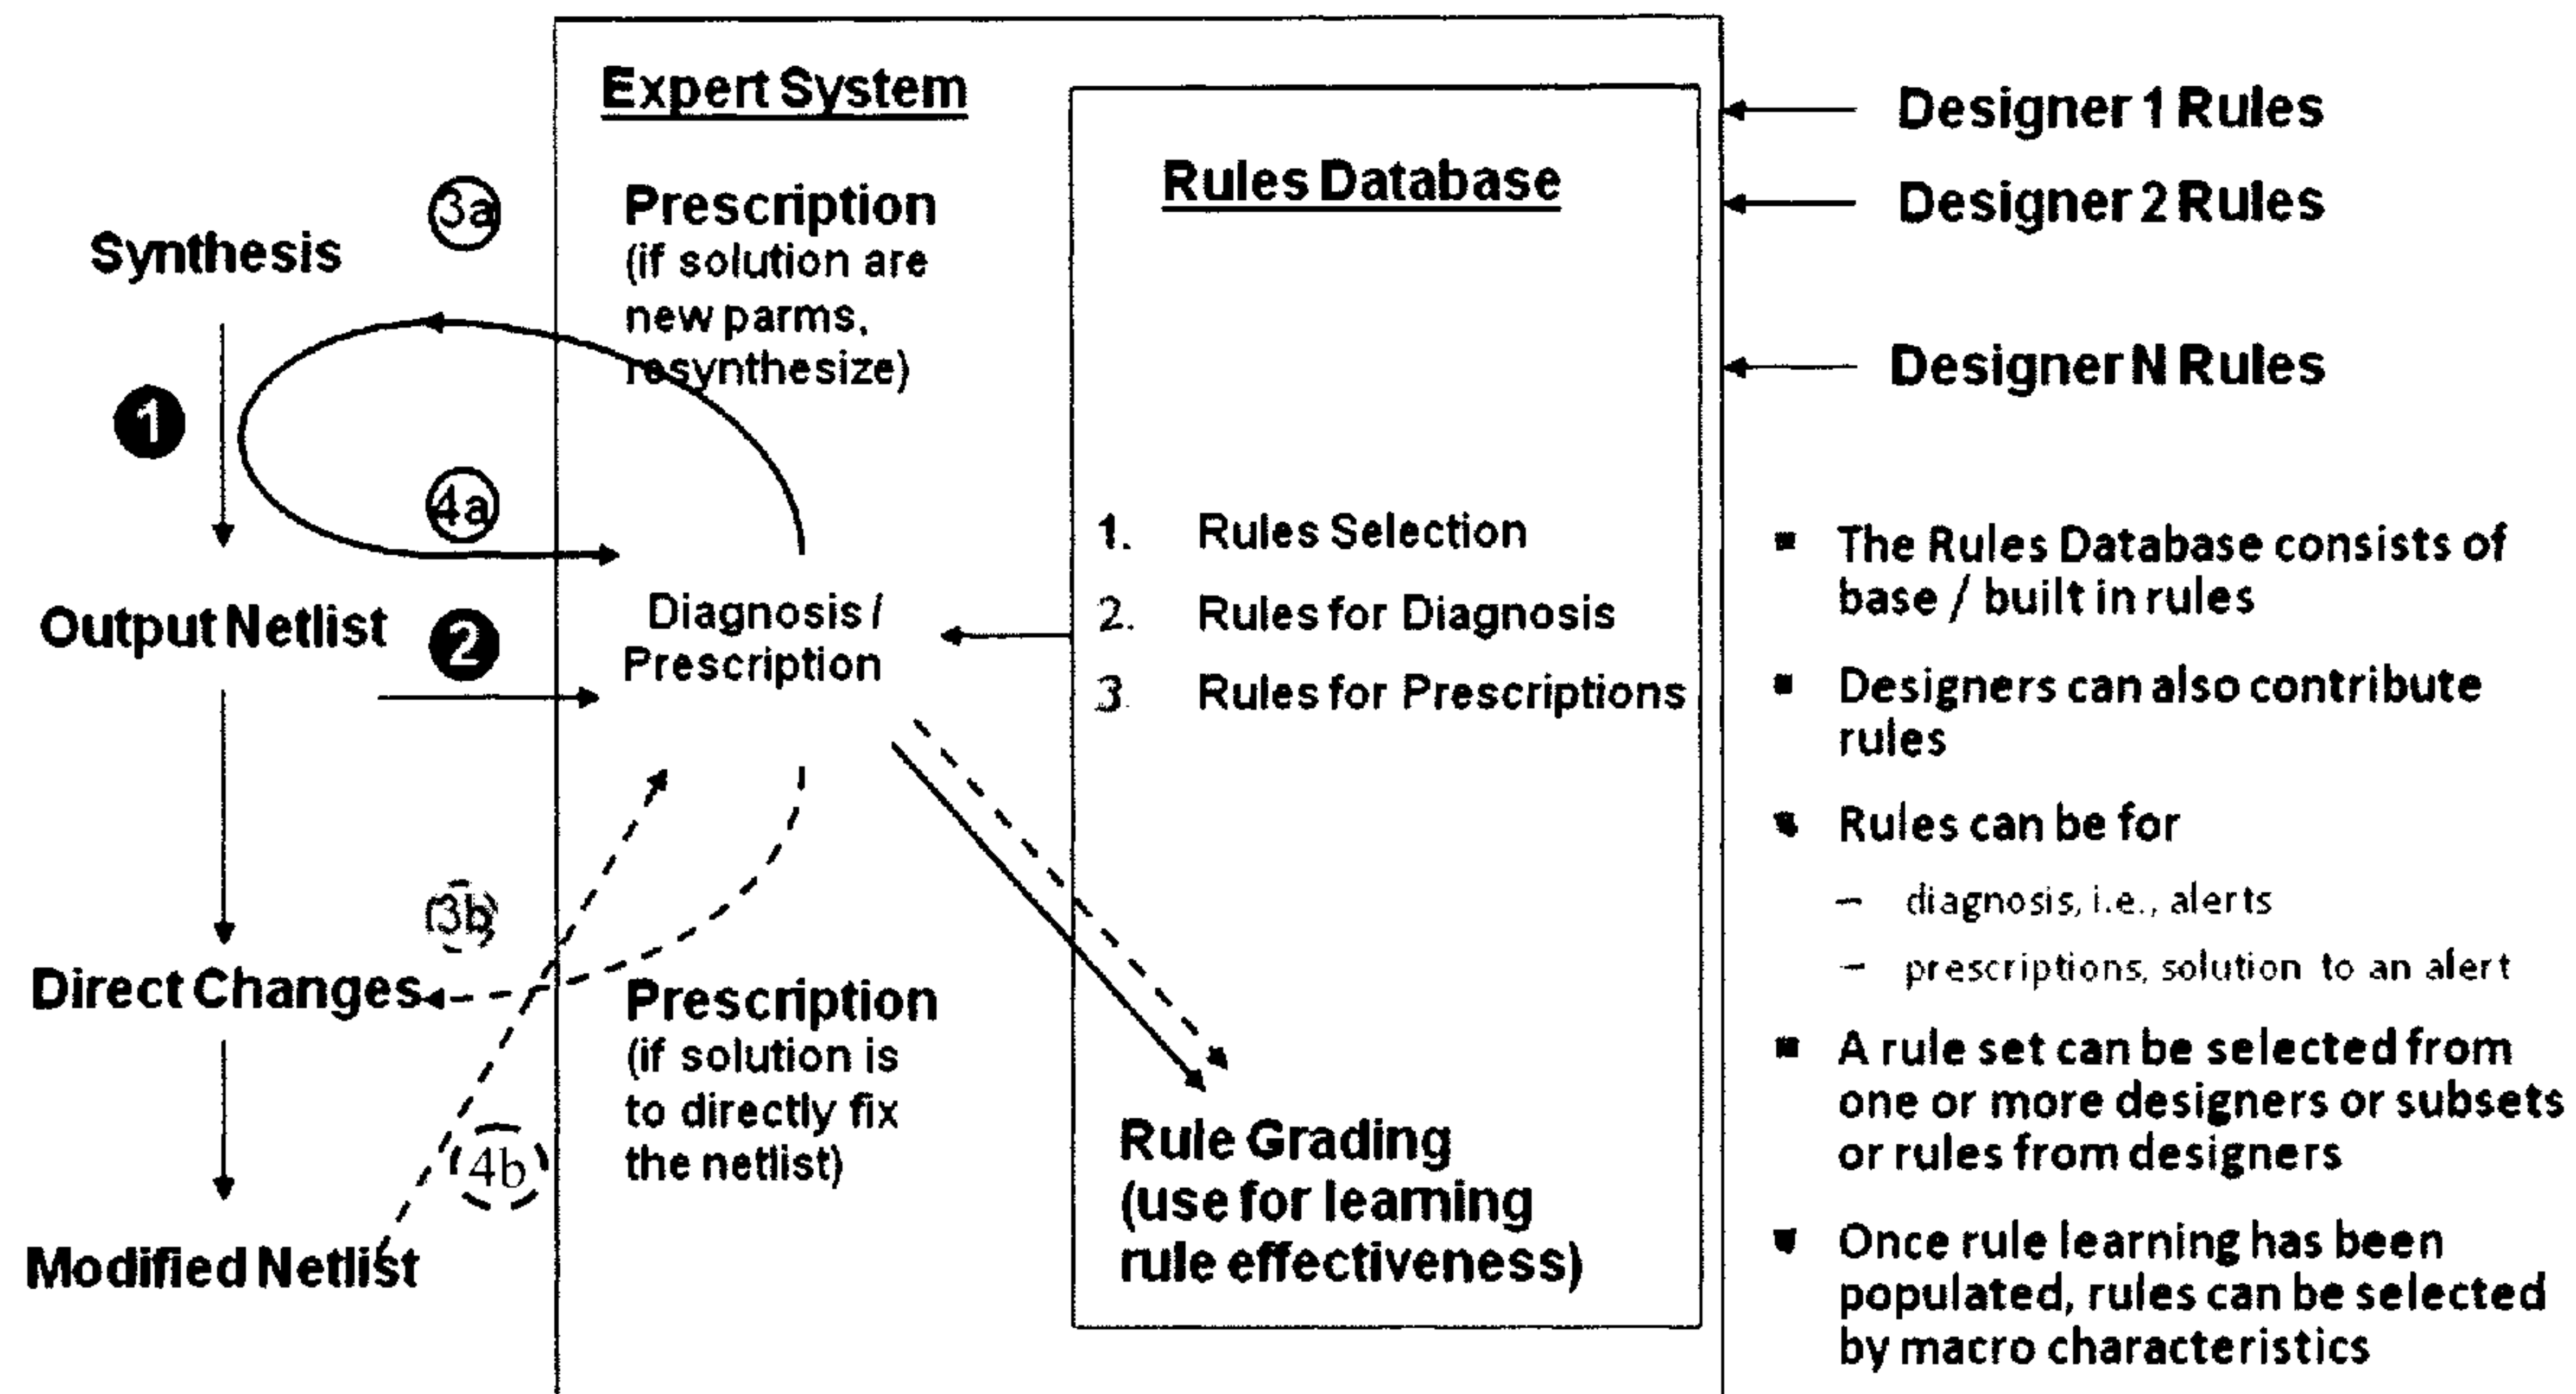 Expert System
Prescription
(if solution are
new parms,
resynthesize)
3a
Synthesis
1
4a
Output Netlist
2
Diagnosis /
Prescription
3b
Direct Changes
Prescription
(if solution is
to directly fix
the netlist)
4b
Modified Netlist
Rules Database
1. Rules Selection
2. Rules for Diagnosis
3. Rules for Prescriptions
Rule Grading
(use for learning
rule effectiveness)
Designer 1 Rules
Designer 2 Rules
Designer N Rules
▪ The Rules Database consists of
base / built in rules
▪ Designers can also contribute
rules
▪ Rules can be for
– diagnosis, i.e., alerts
– prescriptions, solution to an alert
▪ A rule set can be selected from
one or more designers or subsets
or rules from designers
▪ Once rule learning has been
populated, rules can be selected
by macro characteristics